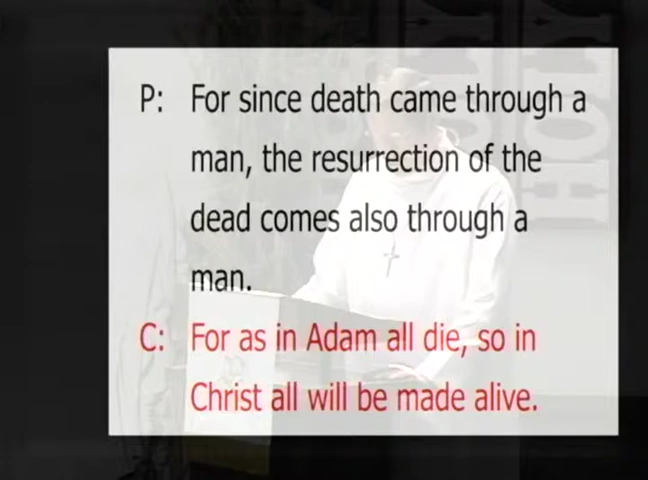 P: For since death came through a
man, the resurrection of the
dead comes also through a
man.
C: For as in Adam all die, so in
Christ all will be made alive.
HOLY